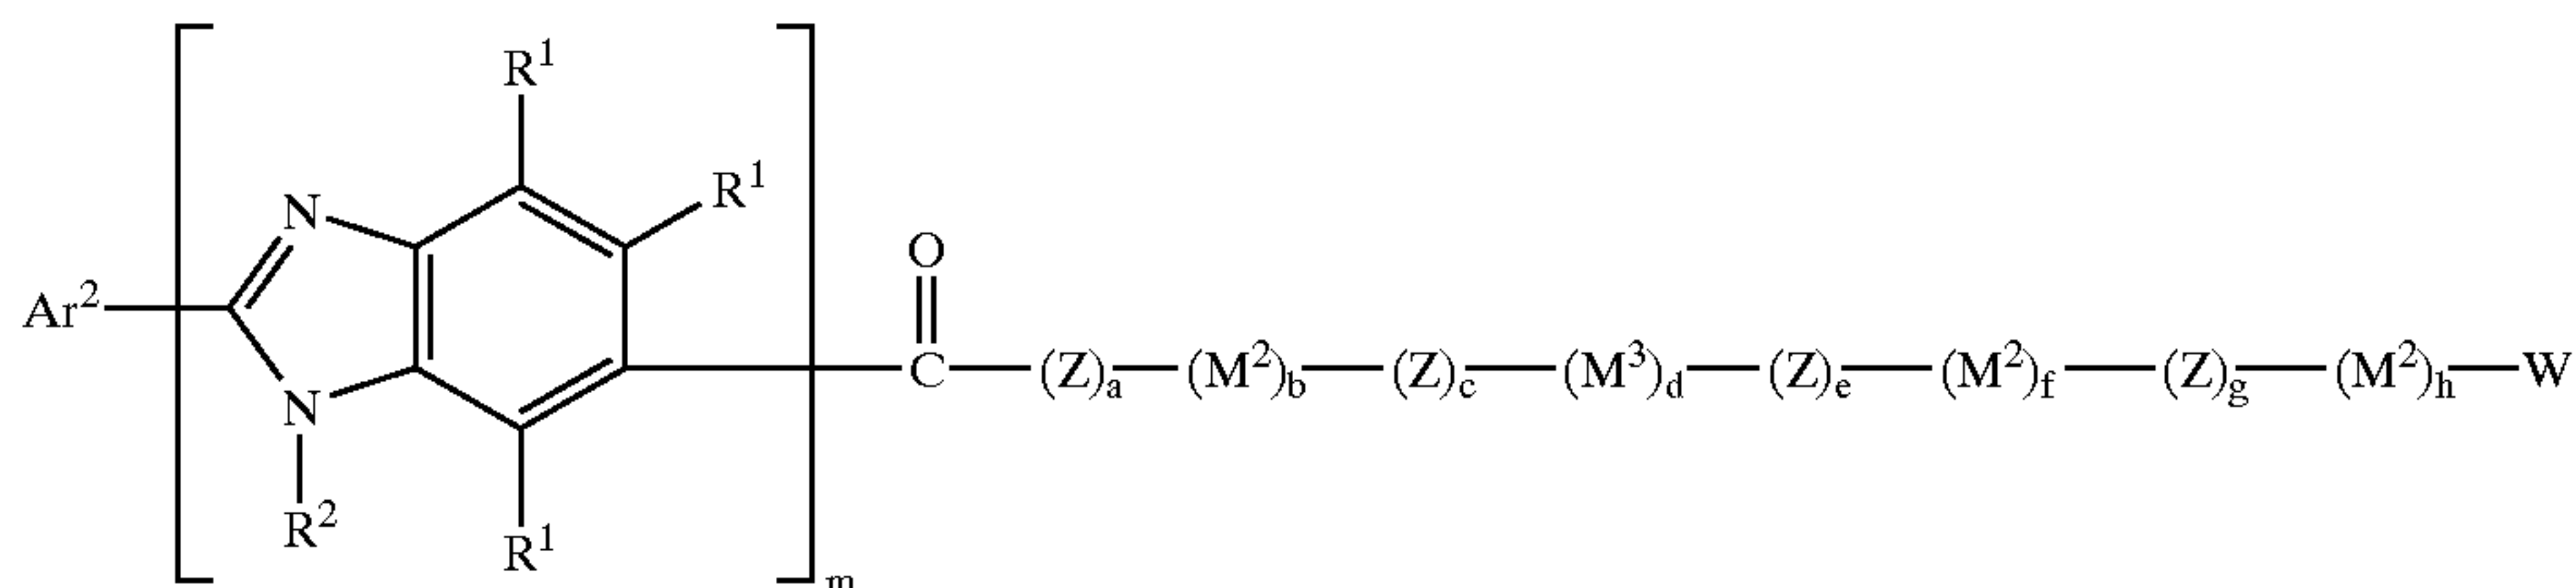 R¹
R¹
N
O
Ar²
C—(Z)ₐ—(M²)b—(Z)c—(M³)d—(Z)ₑ—(M²)f—(Z)g—(M²)ₕ—W
N
R²
R¹
m